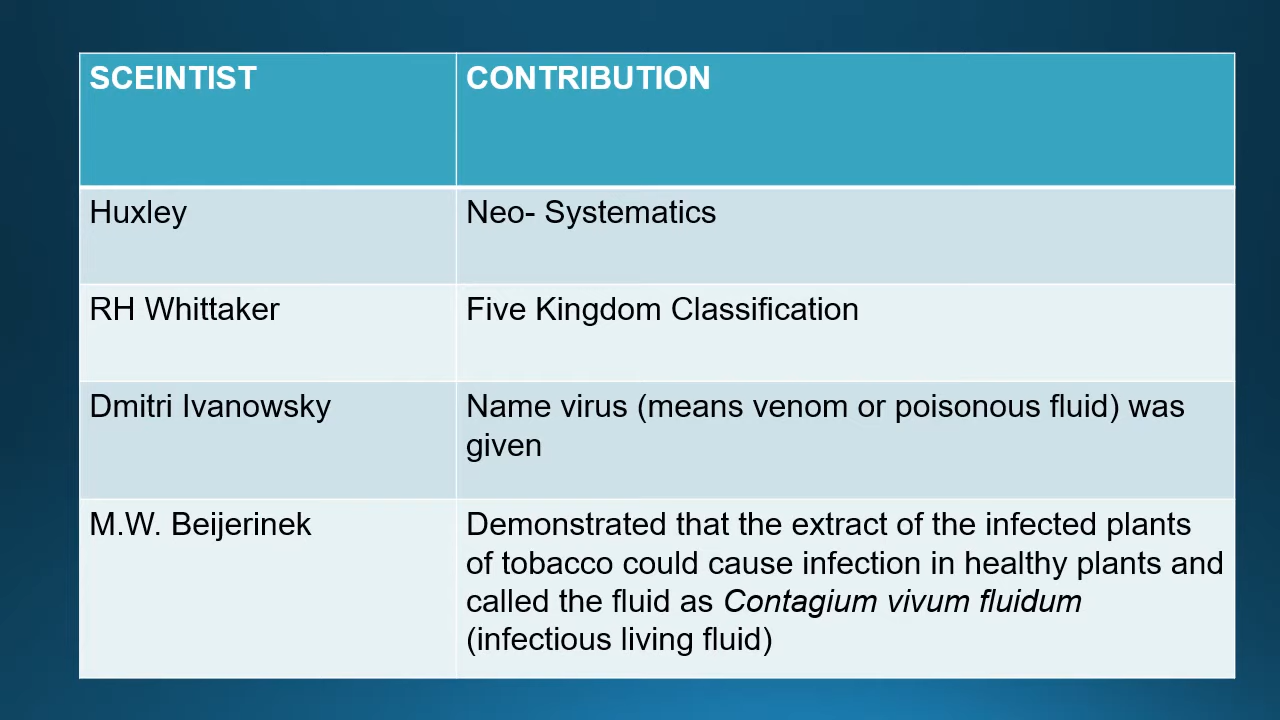 SCEINTIST
CONTRIBUTION
Huxley
Neo- Systematics
RH Whittaker
Five Kingdom Classification
Dmitri Ivanowsky
Name virus (means venom or poisonous fluid) was
given
M.W. Beijerinek
Demonstrated that the extract of the infected plants
of tobacco could cause infection in healthy plants and
called the fluid as Contagium vivum fluidum
(infectious living fluid)